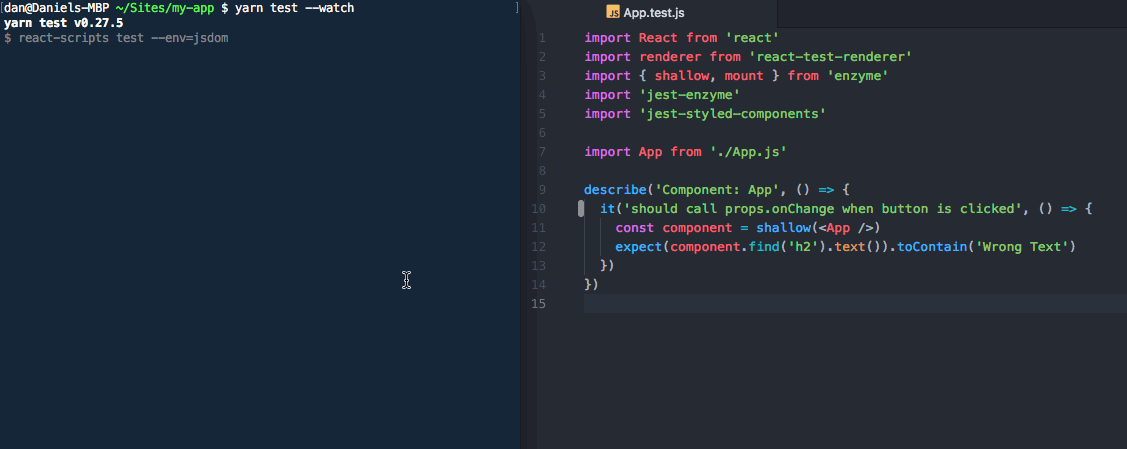 [dan@Daniels-MBP ~/Sites/my-app $ yarn test --watch ]
yarn test v0.27.5
$ react-scripts test --env=jsdom
JS App.test.js
1 import React from 'react'
2 import renderer from 'react-test-renderer'
3 import { shallow, mount } from 'enzyme'
4 import 'jest-enzyme'
5 import 'jest-styled-components'
6
7 import App from './App.js'
8
9 describe('Component: App', () => {
10 it('should call props.onChange when button is clicked', () => {
11 const component = shallow(<App />)
12 expect(component.find('h2').text()).toContain('Wrong Text')
13 })
14 })
15